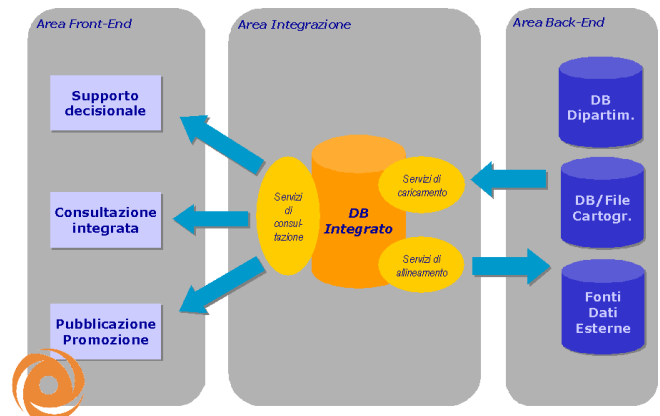 Area Front-End
Area Integrazione
Area Back-End
Supporto
decisionale
Consultazione
integrata
Pubblicazione
Promozione
Servizi
di
consul-
tazione
DB
Integrato
Servizi di
caricamento
Servizi di
allineamento
DB
Dipartim.
DB/File
Cartogr.
Fonti
Dati
Esterne